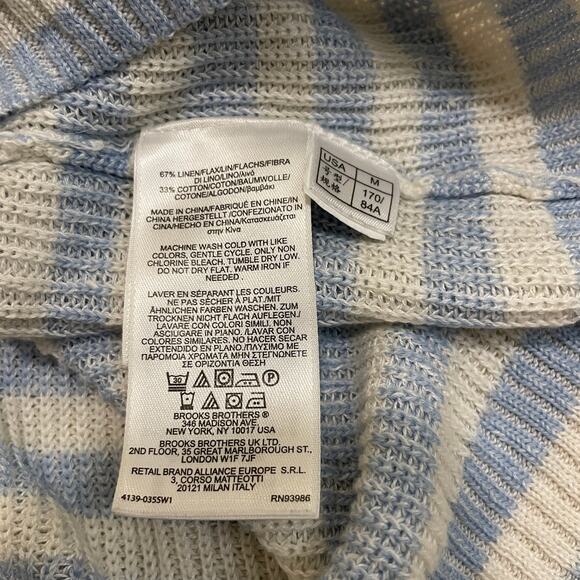 67% LINEN/FLAX/LIN/FLACHS/FIBRA
DI LINO/LINO/λινό
33% COTTON/COTON/BAUMWOLLE/
COTONE/ALGODON/βαμβάκι
MADE IN CHINA/FABRIQUÉ EN CHINE/IN
CHINA HERGESTELLT/CONFEZIONATO IN
CINA/HECHO EN CHINA/Κατασκευάζεται
στην Κίνα
MACHINE WASH COLD WITH LIKE
COLORS, GENTLE CYCLE. ONLY NON
CHLORINE BLEACH. TUMBLE DRY LOW.
DO NOT DRY FLAT. WARM IRON IF
NEEDED.
LAVER EN SÉPARANT LES COULEURS.
NE PAS SÉCHER À PLAT./MIT
ÄHNLICHEN FARBEN WASCHEN. ZUM
TROCKNEN NICHT FLACH AUFLEGEN./
LAVARE CON COLORI SIMILI. NON
ASCIUGARE IN PIANO./LAVAR CON
COLORES SIMILARES. NO SECAR
EXTENDIDO EN PLANO./ΠΛΥΣΙΜΟ ΜΕ
ΠΑΡΟΜΟΙΑ ΧΡΩΜΑΤΑ ΜΗΝ ΣΤΕΓΝΩΝΕΤΕ
ΣΕ ΟΡΙΖΟΝΤΙΑ ΘΕΣΗ
30 P
BROOKS BROTHERS ®
346 MADISON AVE.
NEW YORK, NY 10017 USA
BROOKS BROTHERS UK LTD.
2ND FLOOR, 35 GREAT MARLBOROUGH ST.,
LONDON W1F 7JF
RETAIL BRAND ALLIANCE EUROPE S.R.L.
3, CORSO MATTEOTTI
20121 MILAN ITALY
4139-0355W1 RN93986
USA M
号型/规格 170/84A